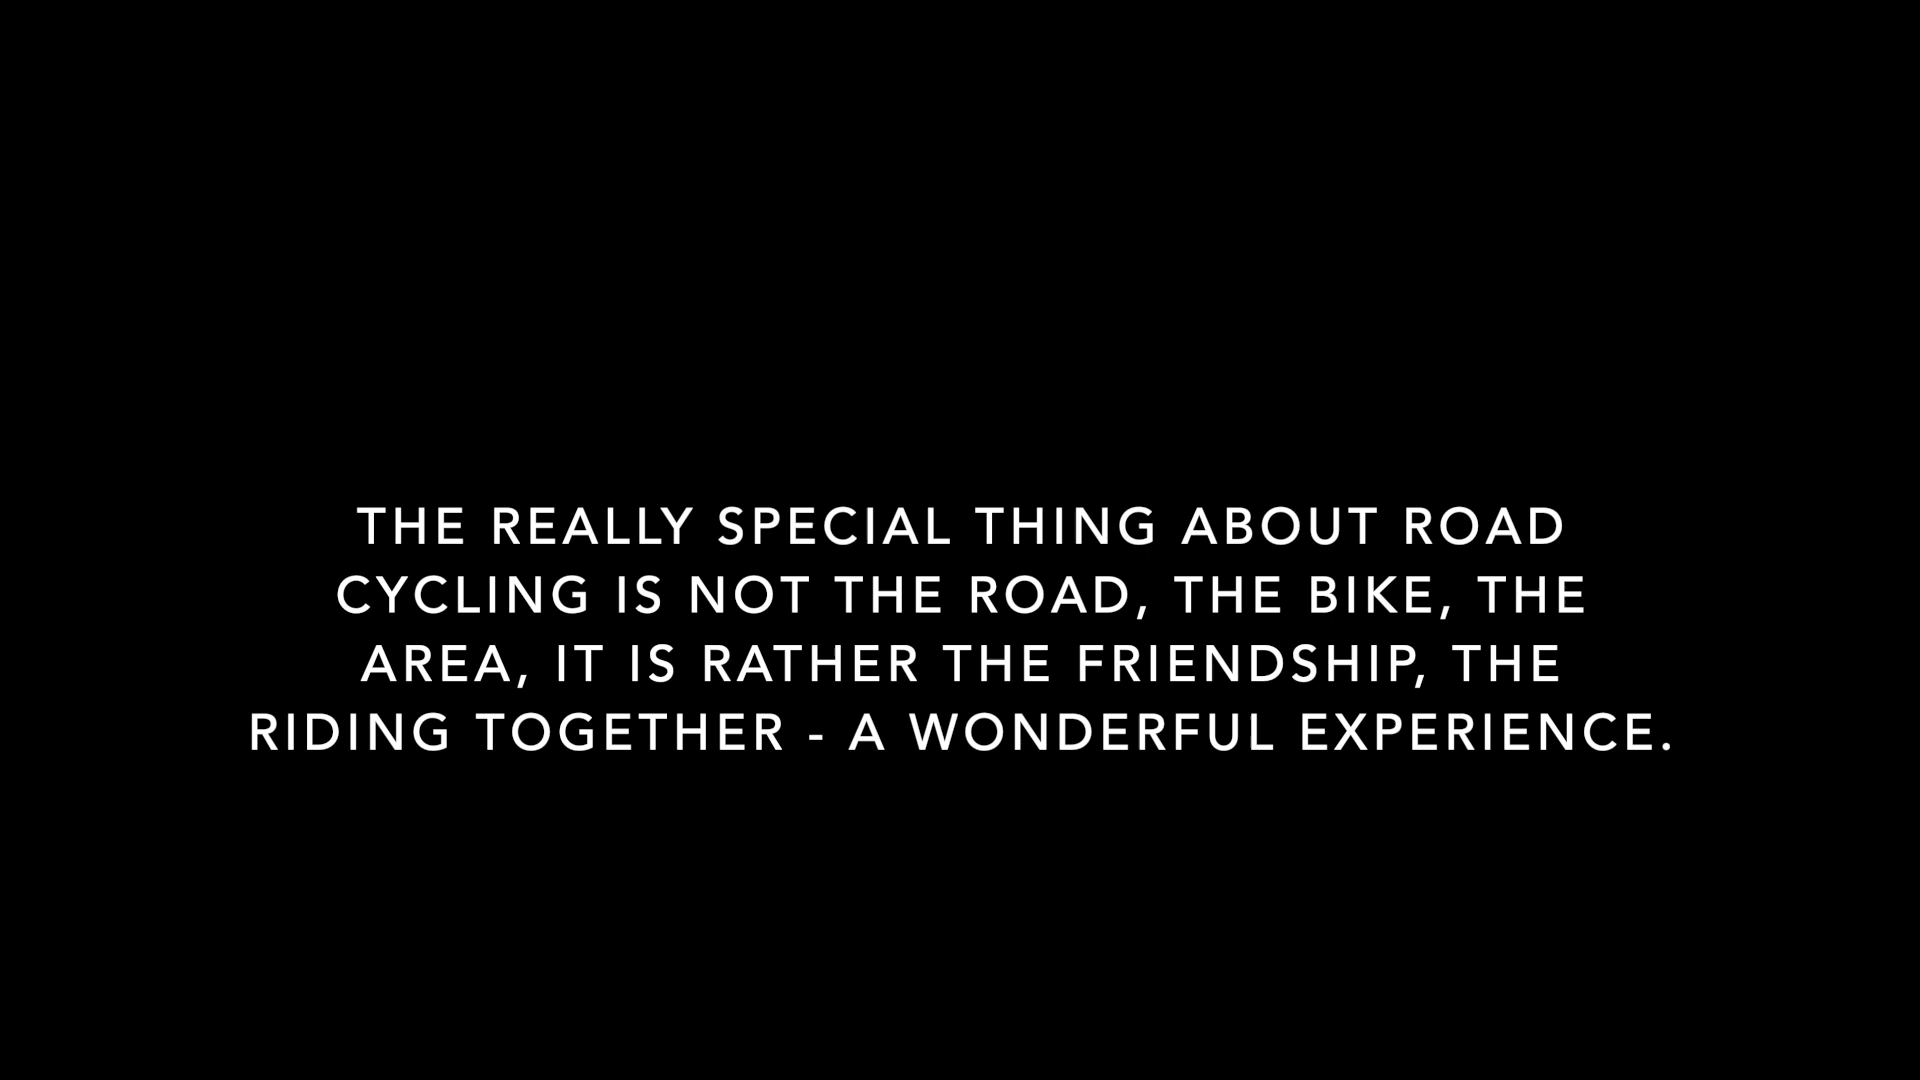 THE REALLY SPECIAL THING ABOUT ROAD
CYCLING IS NOT THE ROAD, THE BIKE, THE
AREA, IT IS RATHER THE FRIENDSHIP, THE
RIDING TOGETHER - A WONDERFUL EXPERIENCE.